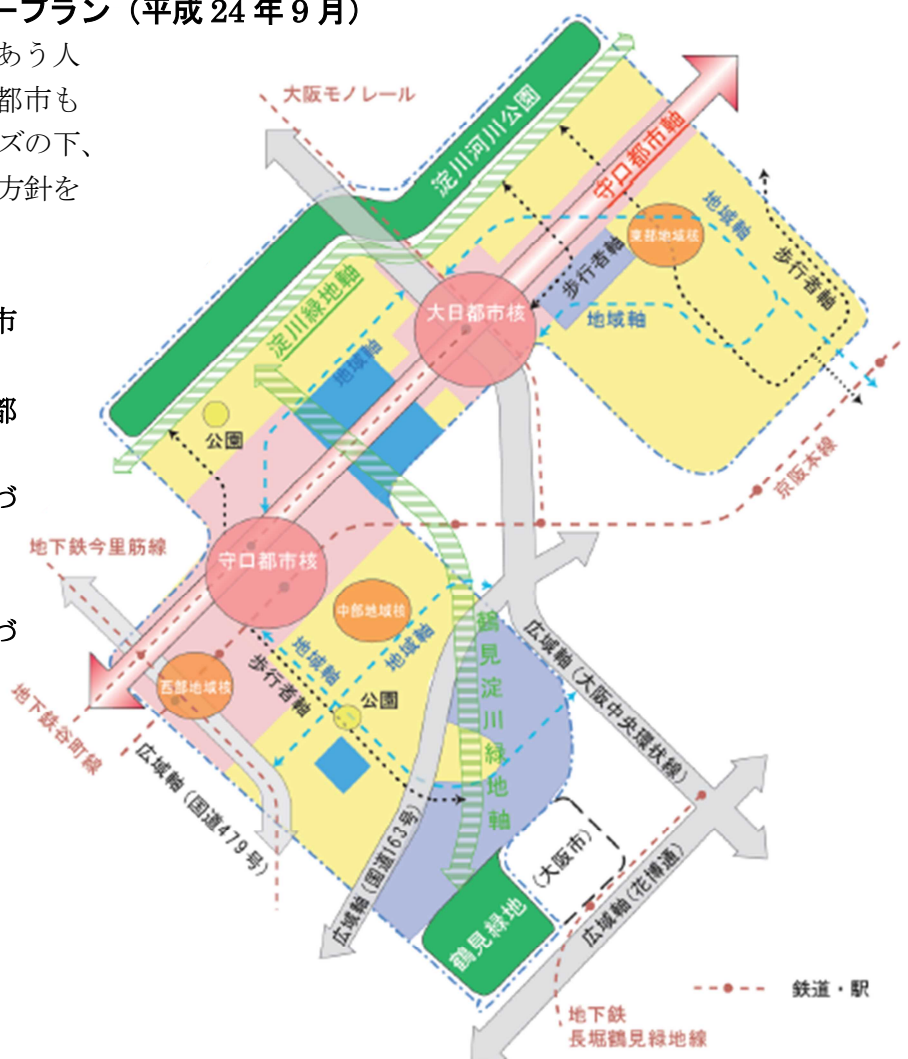 ープラン（平成 24 年 9 月）
あう人
都市も
ズの下、
方針を
市
都
づ
づ
大阪モノレール
淀川河川公園
守口都市軸
東部地域核
地域軸
歩行者軸
歩行者軸
大日都市核
地域軸
淀川緑地軸
地域軸
公園
京阪本線
地下鉄今里筋線
守口都市核
中部地域核
地域軸
地域軸
歩行者軸
西部地域核
公園
鶴見淀川緑地軸
地下鉄谷町線
広域軸（国道479号）
広域軸（大阪中央環状線）
広域軸（国道163号）
（大阪市）
広域軸（花博通）
鶴見緑地
鉄道・駅
地下鉄
長堀鶴見緑地線